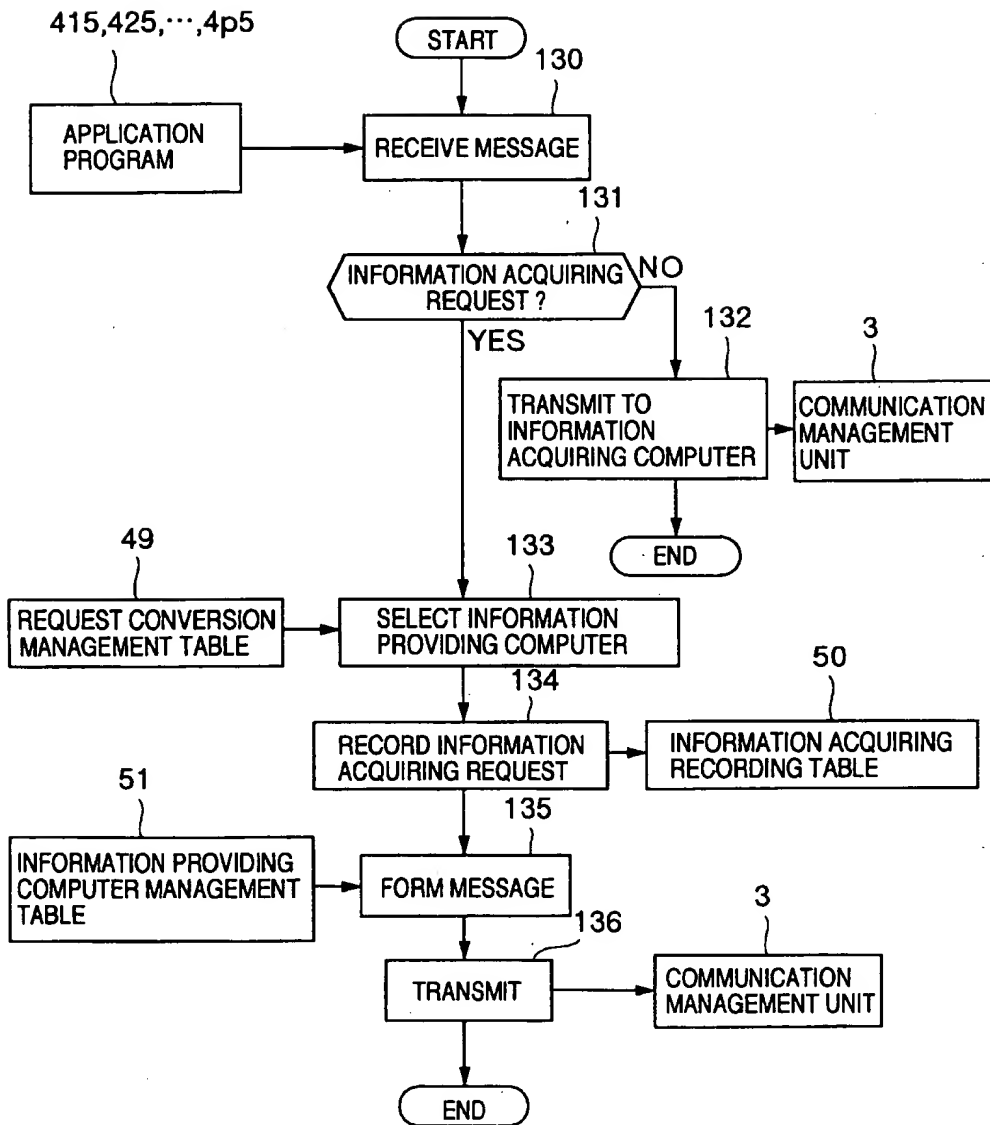 415,425,···,4p5
START
130
APPLICATION
PROGRAM
RECEIVE MESSAGE
131
INFORMATION ACQUIRING
REQUEST ?
NO
YES
132
3
TRANSMIT TO
INFORMATION
ACQUIRING COMPUTER
COMMUNICATION
MANAGEMENT
UNIT
END
49
133
REQUEST CONVERSION
MANAGEMENT TABLE
SELECT INFORMATION
PROVIDING COMPUTER
134
50
RECORD INFORMATION
ACQUIRING REQUEST
INFORMATION ACQUIRING
RECORDING TABLE
51
135
INFORMATION PROVIDING
COMPUTER MANAGEMENT
TABLE
FORM MESSAGE
136
3
TRANSMIT
COMMUNICATION
MANAGEMENT UNIT
END